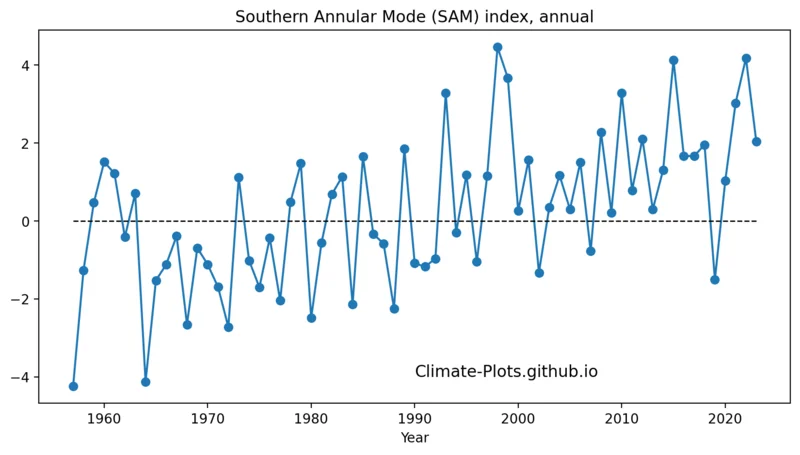 Southern Annular Mode (SAM) index, annual
4
2
0
−2
−4
Climate-Plots.github.io
1960 1970 1980 1990 2000 2010 2020
Year